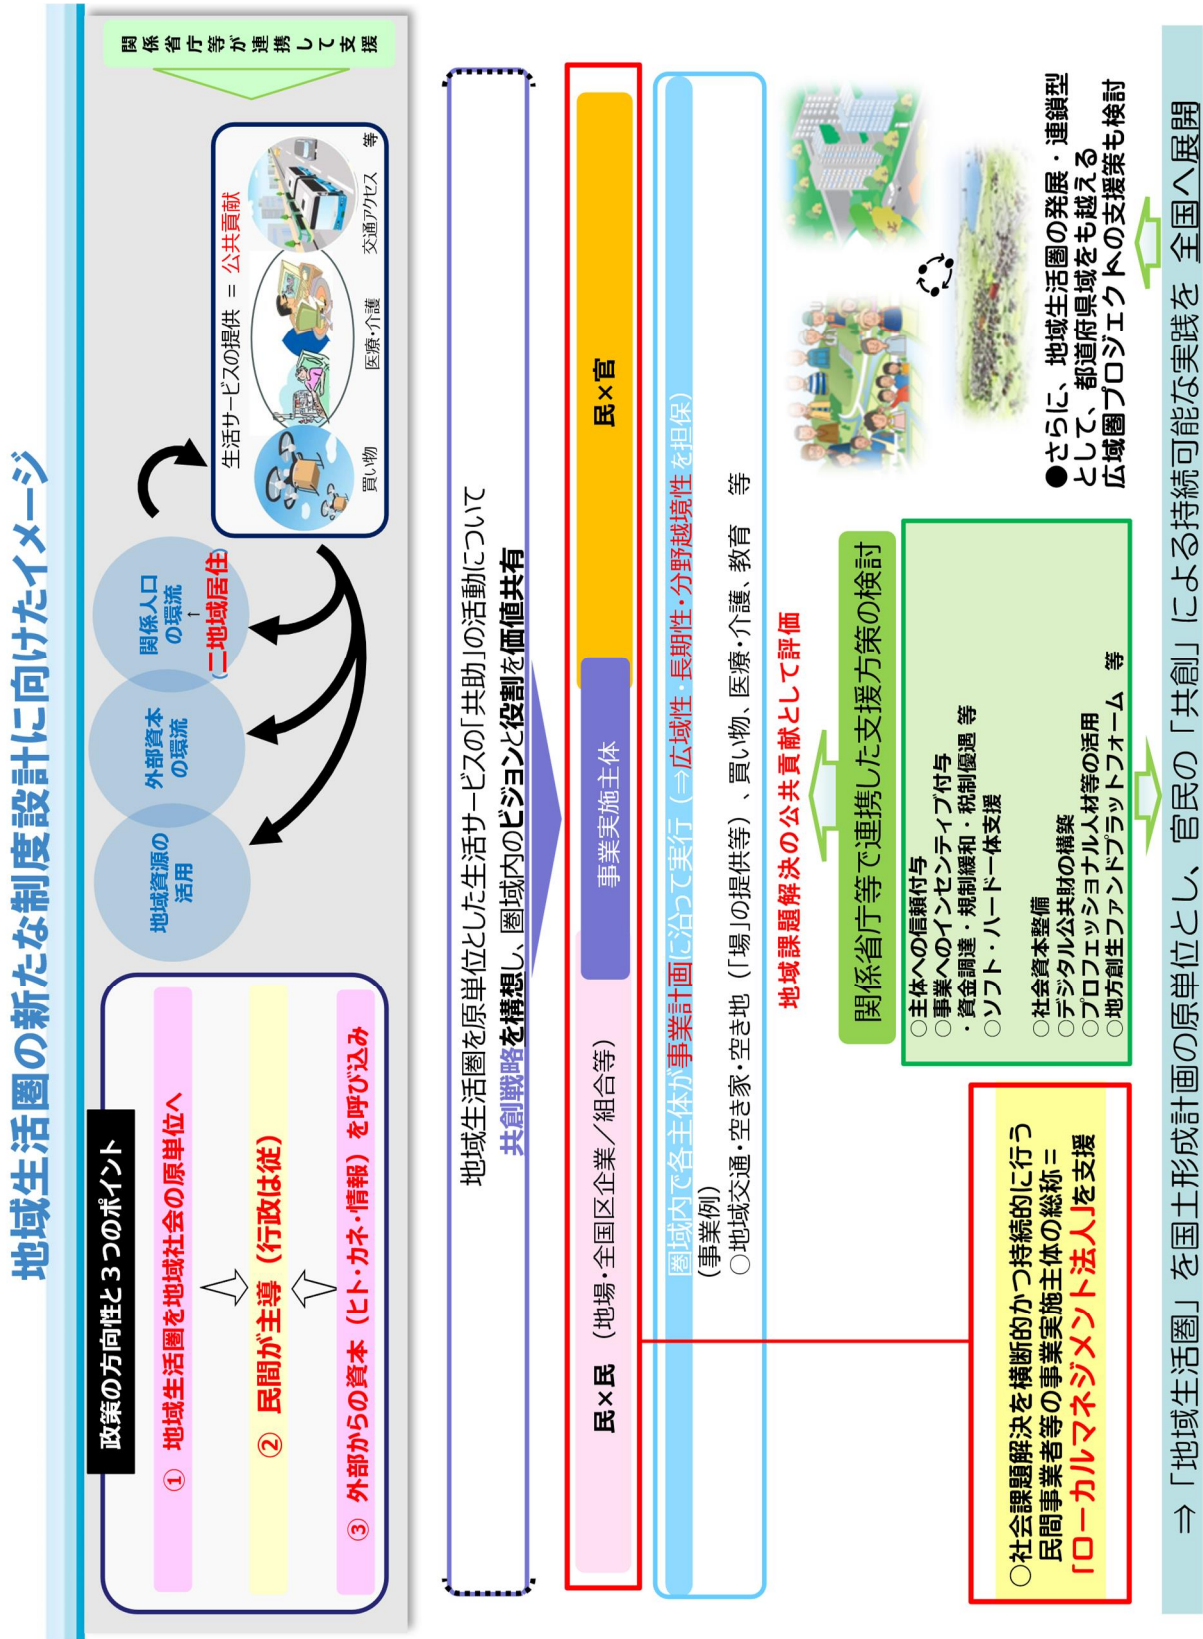 地域生活圏の新たな制度設計に向けたイメージ
政策の方向性と３つのポイント
① 地域生活圏を地域社会の原単位へ
② 民間が主導（行政は従）
③ 外部からの資本（ヒト・カネ・情報）を呼び込み
地域資源の
活用
外部資本
の環流
関係人口
の環流
↑
（二地域居住）
生活サービスの提供 ＝ 公共貢献
買い物
医療・介護
交通アクセス 等
関係省庁等が連携して支援
地域生活圏を原単位とした生活サービスの「共助」の活動について
共創戦略を構想し、圏域内のビジョンと役割を価値共有
民×民 （地場・全国区企業／組合等）
事業実施主体
民×官
圏域内で各主体が事業計画に沿って実行（⇒広域性・長期性・分野越境性を担保）
（事業例）
○地域交通・空き家・空き地（「場」の提供等）、買い物、医療・介護、教育 等
地域課題解決の公共貢献として評価
関係省庁等で連携した支援方策の検討
○主体への信頼付与
○事業へのインセンティブ付与
・資金調達・規制緩和・税制優遇 等
○ソフト・ハード一体支援
○社会資本整備
○デジタル公共財の構築
○プロフェッショナル人材等の活用
○地方創生ファンドプラットフォーム 等
○社会課題解決を横断的かつ持続的に行う
民間事業者等の事業実施主体の総称＝
「ローカルマネジメント法人」を支援
●さらに、地域生活圏の発展・連鎖型
として、都道府県域をも越える
広域圏プロジェクトへの支援策も検討
⇒ 「地域生活圏」を国土形成計画の原単位とし、官民の「共創」による持続可能な実践を 全国へ展開